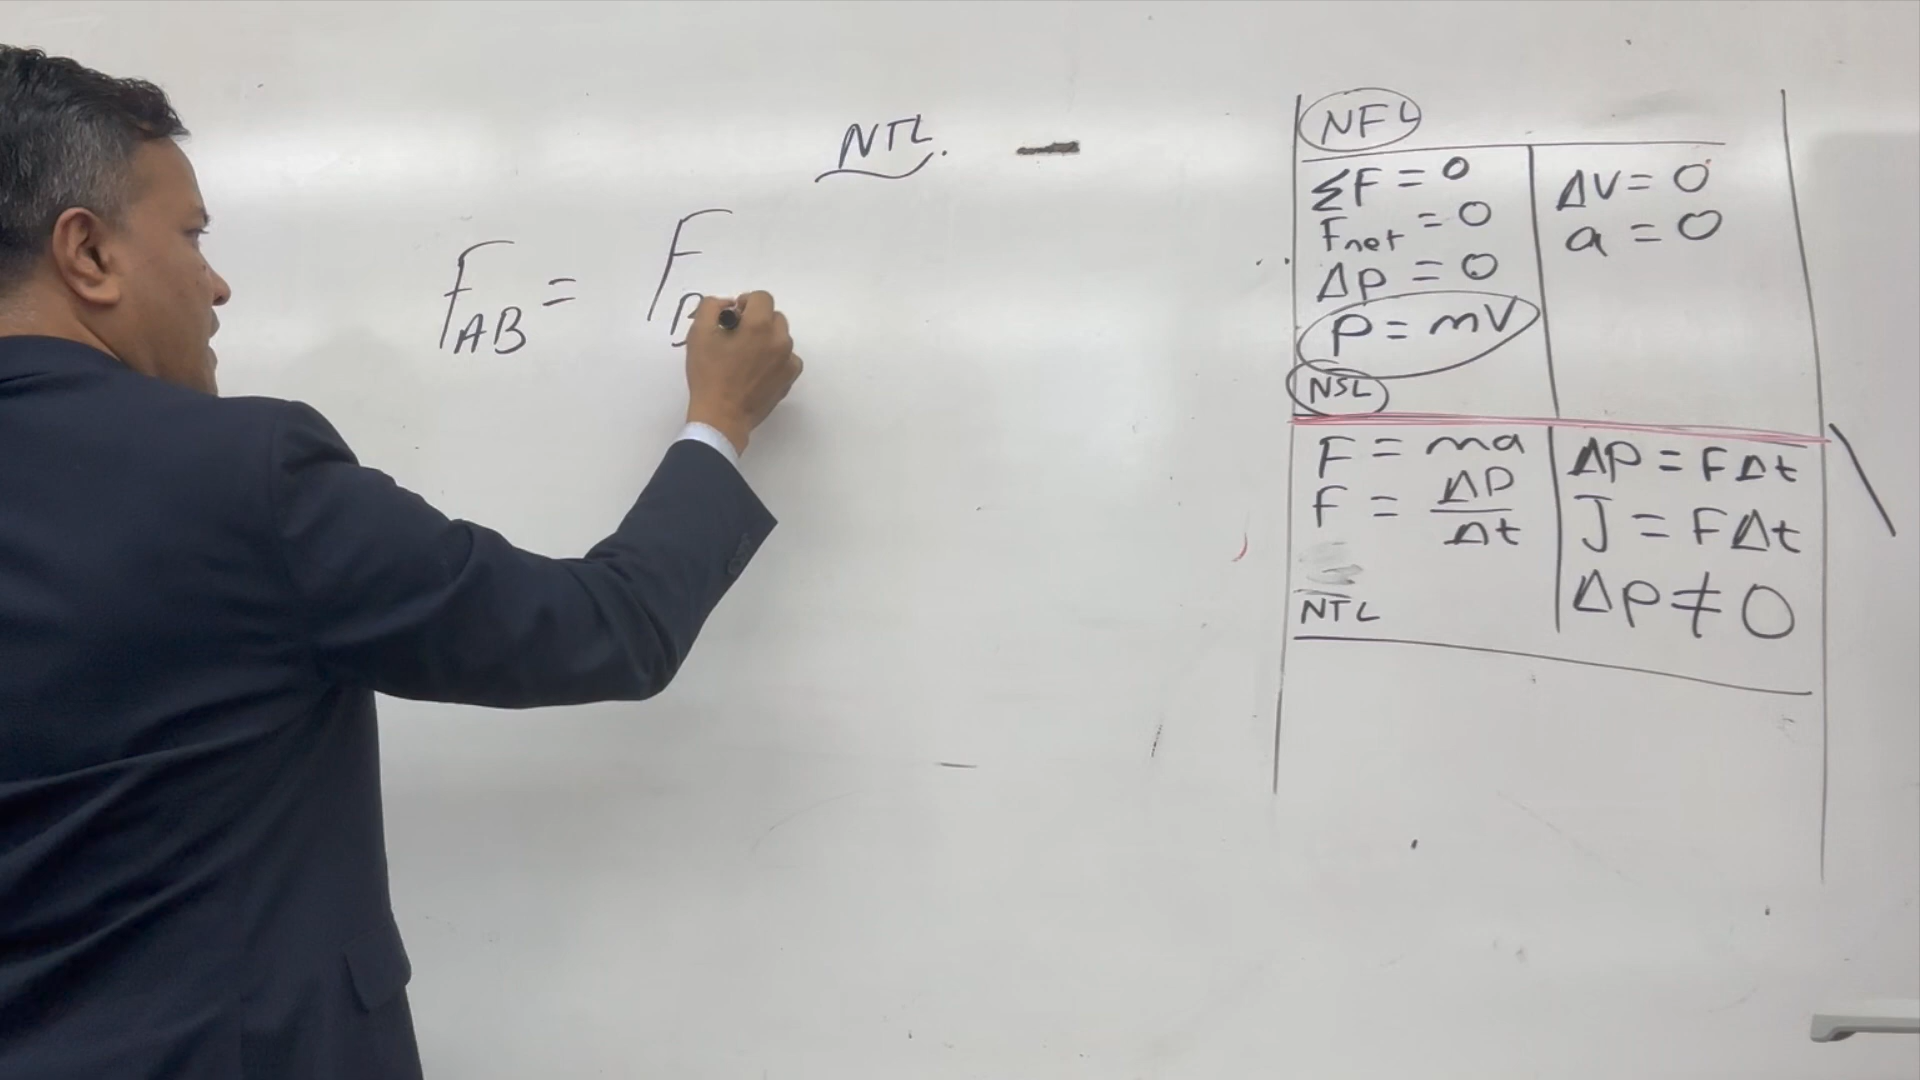 NTL.
F_AB = F_B
NFL
ΣF = 0
Fnet = 0
Δp = 0
P = mV
ΔV = 0
a = 0
NSL
F = ma
F = ΔP/Δt
ΔP = FΔt
J = FΔt
ΔP ≠ 0
NTL